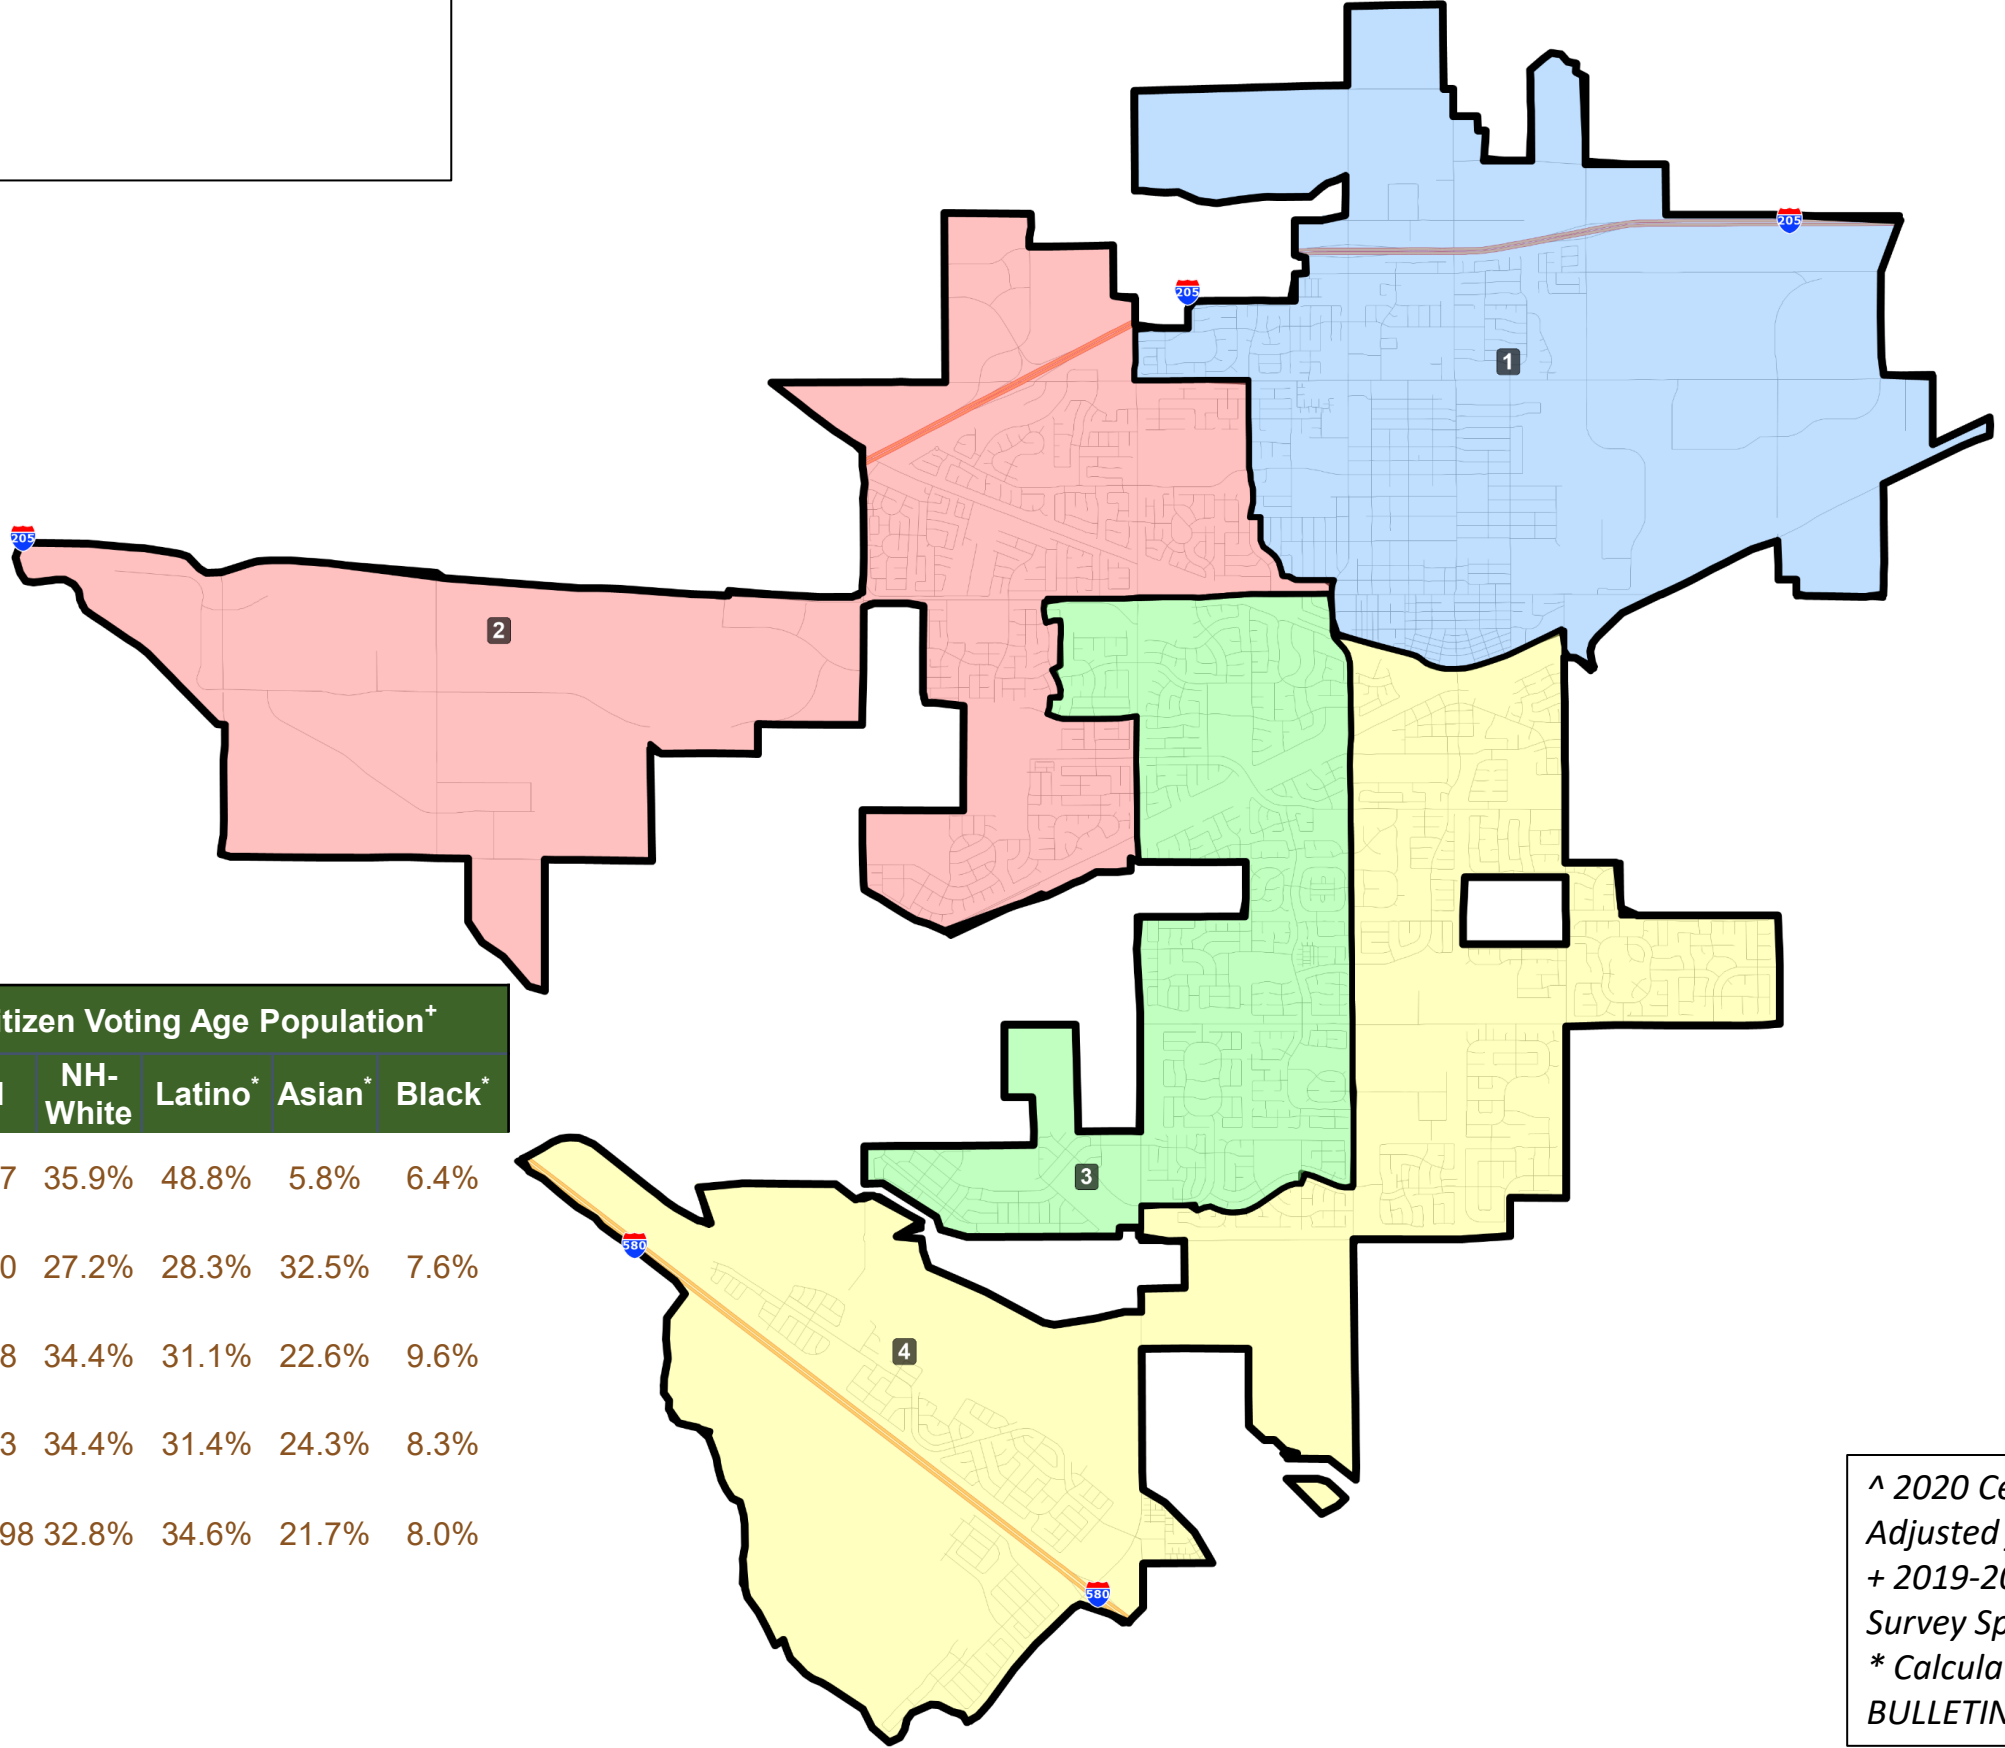 205
205
1
205
2
itizen Voting Age Population+
NH-
White
Latino* Asian* Black*
7 35.9% 48.8% 5.8% 6.4%
0 27.2% 28.3% 32.5% 7.6%
8 34.4% 31.1% 22.6% 9.6%
3 34.4% 31.4% 24.3% 8.3%
98 32.8% 34.6% 21.7% 8.0%
3
580
4
580
^ 2020 Ce
Adjusted
+ 2019-20
Survey Sp
* Calcula
BULLETIN